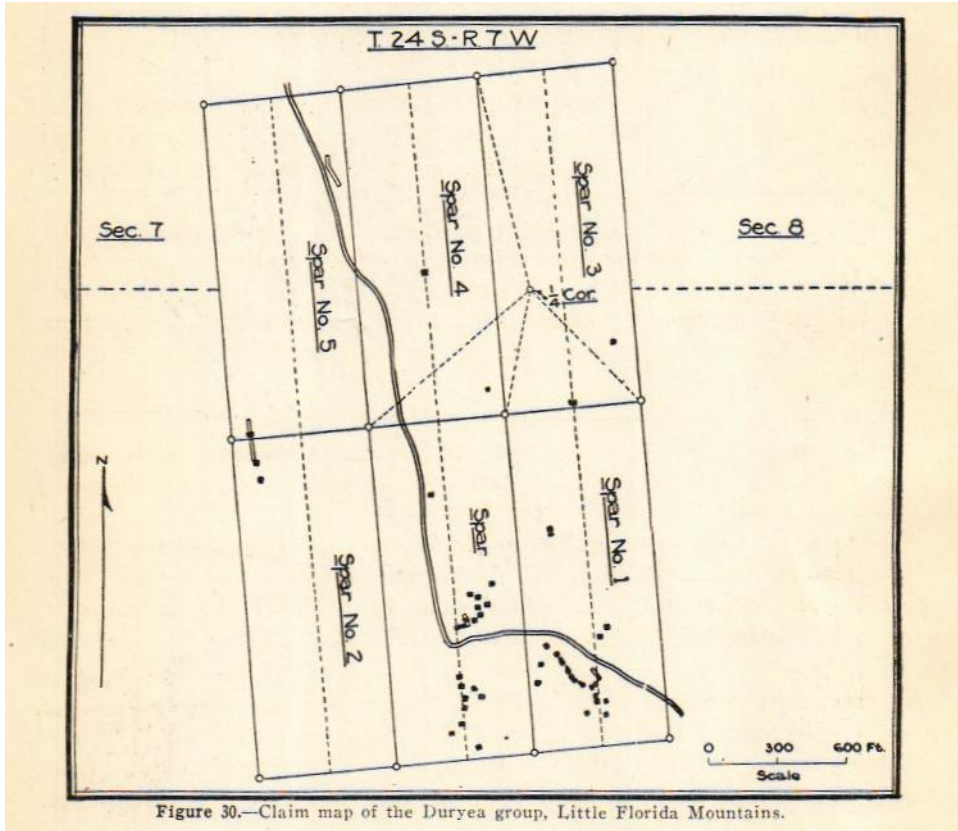 T. 24 S. - R. 7 W
Sec. 7
Sec. 8
Spar No. 5
Spar No. 4
Spar No. 3
1/4 Cor.
Spar No. 2
Spar
Spar No. 1
N
0 300 600 Ft.
Scale
Figure 30.—Claim map of the Duryea group, Little Florida Mountains.